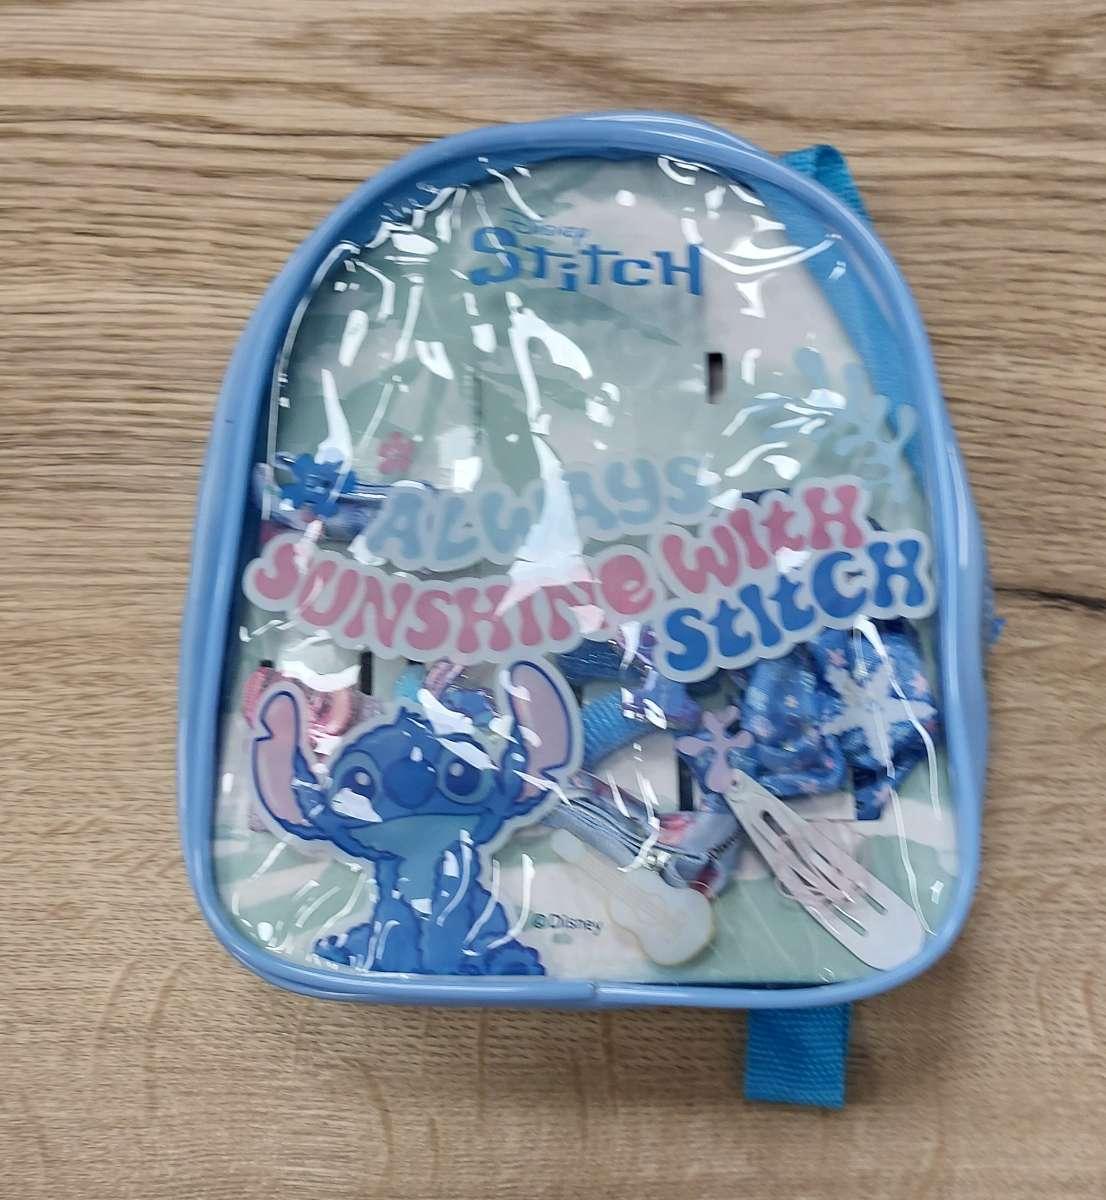 Disney
Stitch
ALWAYS
SUNSHINE WITH
StitCH
©Disney